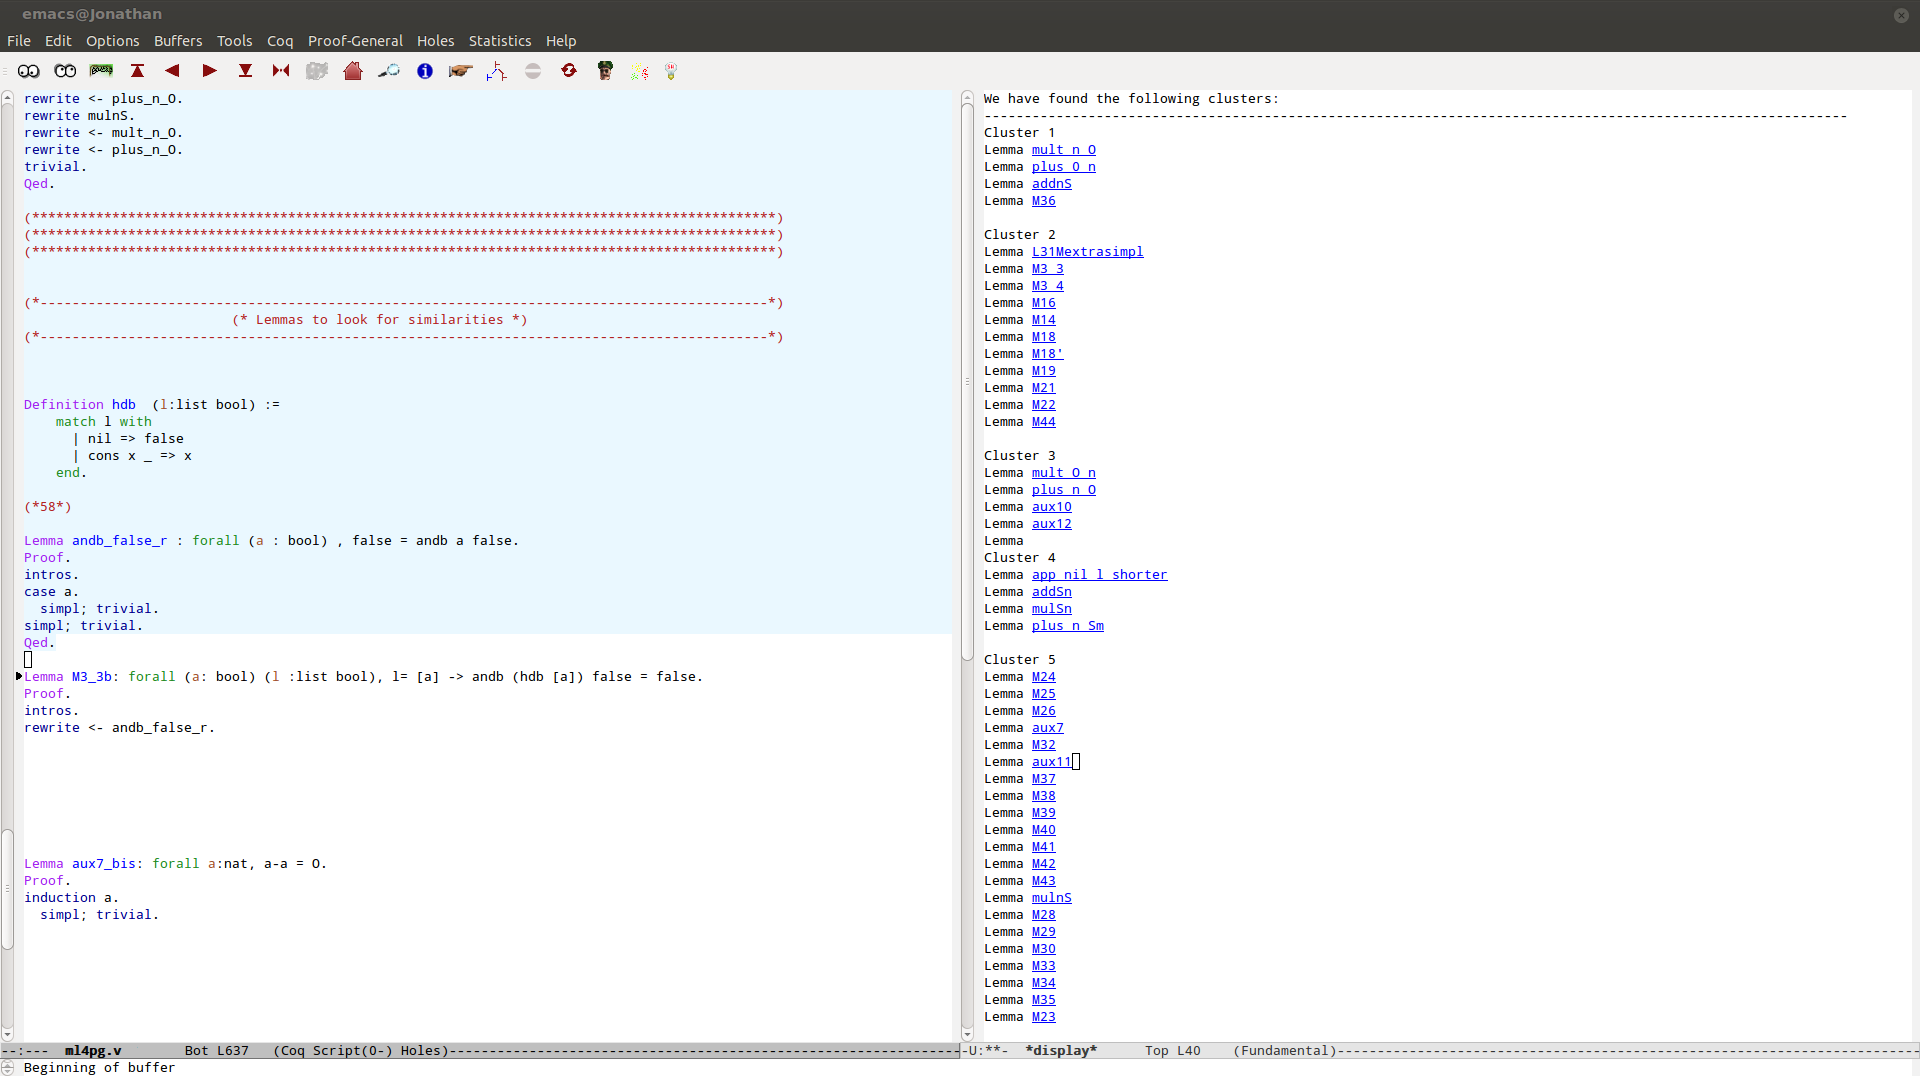 emacs@Jonathan
File Edit Options Buffers Tools Coq Proof-General Holes Statistics Help
rewrite <- plus_n_O.
rewrite mulnS.
rewrite <- mult_n_O.
rewrite <- plus_n_O.
trivial.
Qed.
(*********************************************************************************************)
(*********************************************************************************************)
(*********************************************************************************************)
(*-------------------------------------------------------------------------------------------*)
(* Lemmas to look for similarities *)
(*-------------------------------------------------------------------------------------------*)
Definition hdb  (l:list bool) :=
    match l with
      | nil => false
      | cons x _ => x
    end.
(*58*)
Lemma andb_false_r : forall (a : bool) , false = andb a false.
Proof.
intros.
case a.
  simpl; trivial.
simpl; trivial.
Qed.
Lemma M3_3b: forall (a: bool) (l :list bool), l= [a] -> andb (hdb [a]) false = false.
Proof.
intros.
rewrite <- andb_false_r.
Lemma aux7_bis: forall a:nat, a-a = O.
Proof.
induction a.
  simpl; trivial.
--:---  ml4pg.v        Bot L637   (Coq Script(0-) Holes)----------------------------------------------------------------
Beginning of buffer
We have found the following clusters:
------------------------------------------------------------------------------------------------------------
Cluster 1
Lemma mult_n_O
Lemma plus_O_n
Lemma addnS
Lemma M36
Cluster 2
Lemma L31Mextrasimpl
Lemma M3_3
Lemma M3_4
Lemma M16
Lemma M14
Lemma M18
Lemma M18'
Lemma M19
Lemma M21
Lemma M22
Lemma M44
Cluster 3
Lemma mult_O_n
Lemma plus_n_O
Lemma aux10
Lemma aux12
Lemma
Cluster 4
Lemma app_nil_l_shorter
Lemma addSn
Lemma mulSn
Lemma plus_n_Sm
Cluster 5
Lemma M24
Lemma M25
Lemma M26
Lemma aux7
Lemma M32
Lemma aux11
Lemma M37
Lemma M38
Lemma M39
Lemma M40
Lemma M41
Lemma M42
Lemma M43
Lemma mulnS
Lemma M28
Lemma M29
Lemma M30
Lemma M33
Lemma M34
Lemma M35
Lemma M23
-U:**-  *display*      Top L40    (Fundamental)-------------------------------------------------------------------------